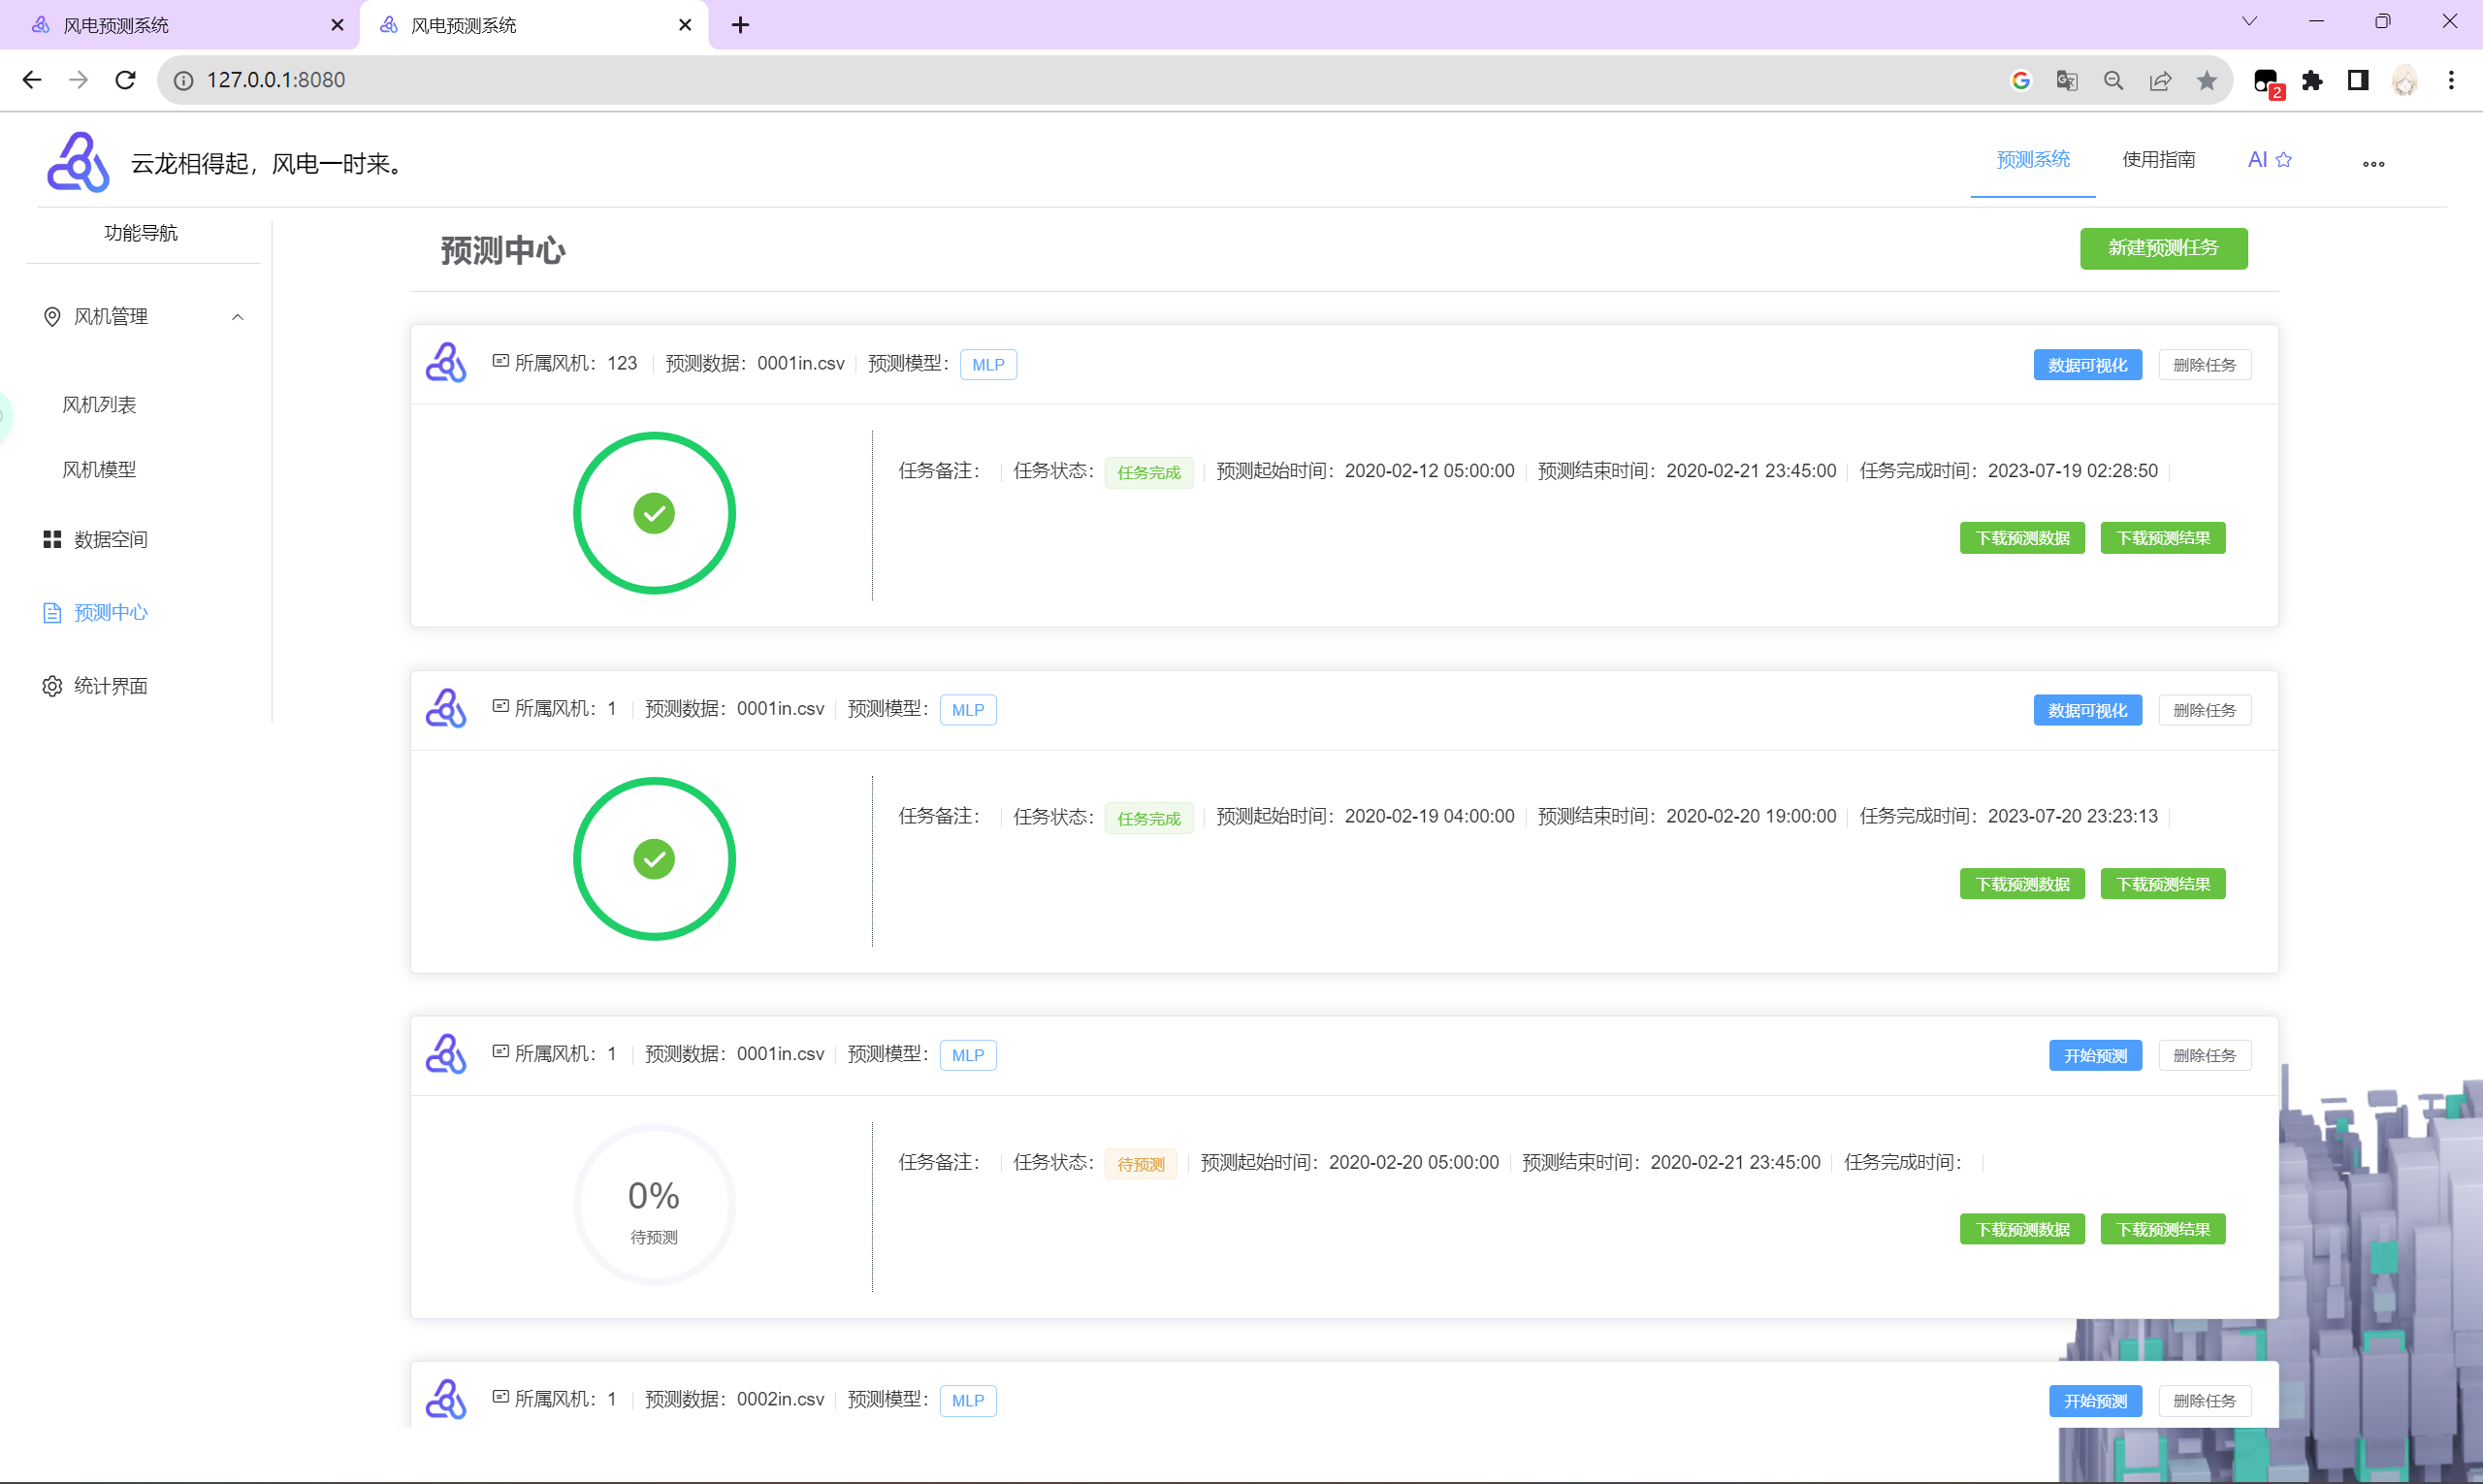 风电预测系统
风电预测系统
127.0.0.1:8080
2
云龙相得起，风电一时来。
预测系统 使用指南 AI
功能导航
风机管理
风机列表
风机模型
数据空间
预测中心
统计界面
预测中心 新建预测任务
所属风机：123 预测数据：0001in.csv 预测模型：MLP 数据可视化 删除任务
任务备注： 任务状态：任务完成 预测起始时间：2020-02-12 05:00:00 预测结束时间：2020-02-21 23:45:00 任务完成时间：2023-07-19 02:28:50
下载预测数据 下载预测结果
所属风机：1 预测数据：0001in.csv 预测模型：MLP 数据可视化 删除任务
任务备注： 任务状态：任务完成 预测起始时间：2020-02-19 04:00:00 预测结束时间：2020-02-20 19:00:00 任务完成时间：2023-07-20 23:23:13
下载预测数据 下载预测结果
所属风机：1 预测数据：0001in.csv 预测模型：MLP 开始预测 删除任务
0%
待预测
任务备注： 任务状态：待预测 预测起始时间：2020-02-20 05:00:00 预测结束时间：2020-02-21 23:45:00 任务完成时间：
下载预测数据 下载预测结果
所属风机：1 预测数据：0002in.csv 预测模型：MLP 开始预测 删除任务